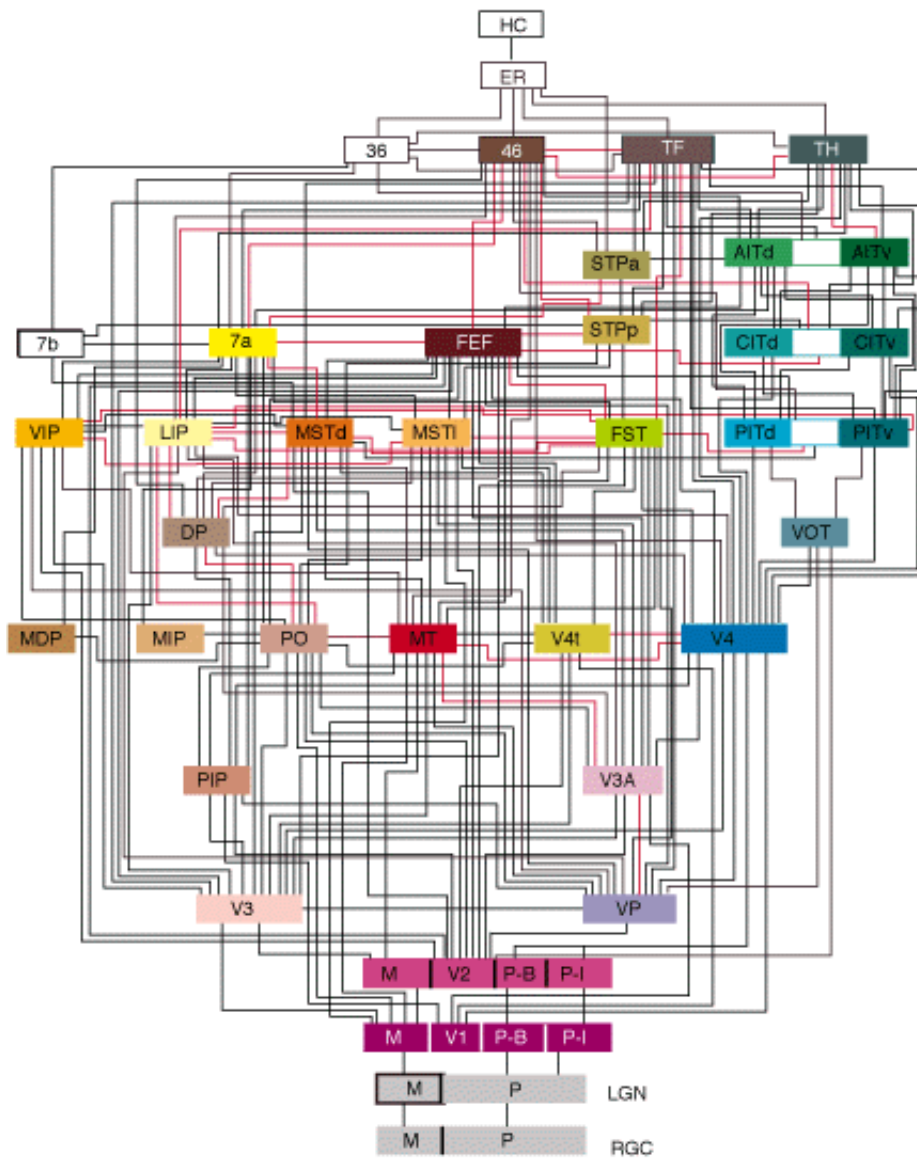 HC
ER
36 46 TF TH
STPa AITd AITv
7b 7a FEF STPp CITd CITv
VIP LIP MSTd MSTl FST PITd PITv
DP VOT
MDP MIP PO MT V4t V4
PIP V3A
V3 VP
M V2 P-B P-I
M V1 P-B P-I
M P LGN
M P RGC